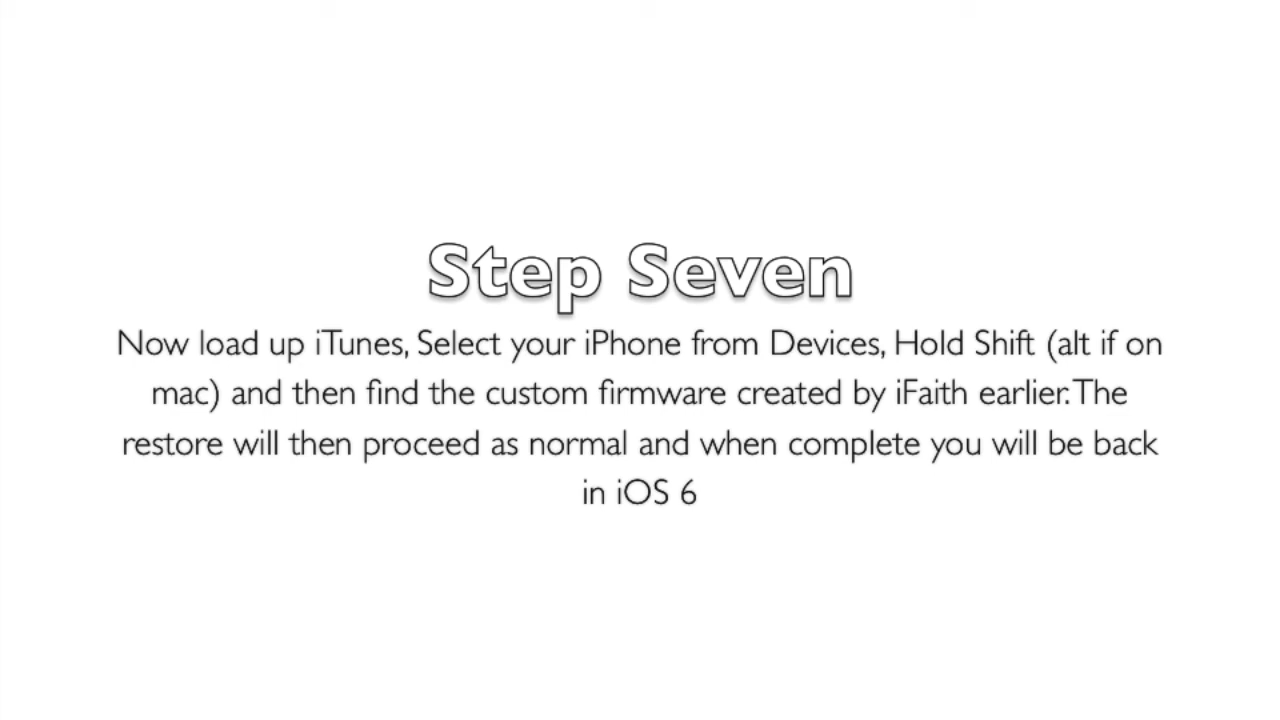 Step Seven
Now load up iTunes, Select your iPhone from Devices, Hold Shift (alt if on
mac) and then find the custom firmware created by iFaith earlier. The
restore will then proceed as normal and when complete you will be back
in iOS 6